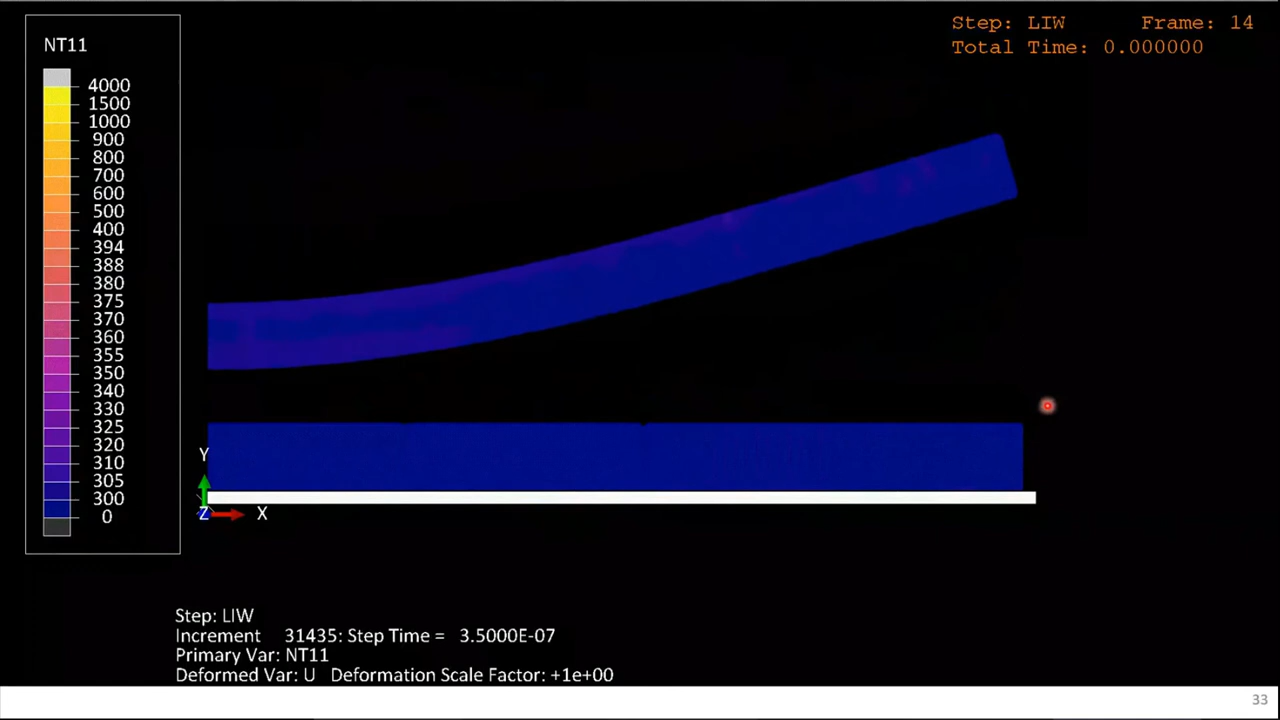 Step: LIW Frame: 14
Total Time: 0.000000
NT11
4000
1500
1000
900
800
700
600
500
400
394
388
380
375
370
360
355
350
340
330
325
320
310
305
300
0
Y
Z X
Step: LIW
Increment 31435: Step Time = 3.5000E-07
Primary Var: NT11
Deformed Var: U Deformation Scale Factor: +1e+00
33